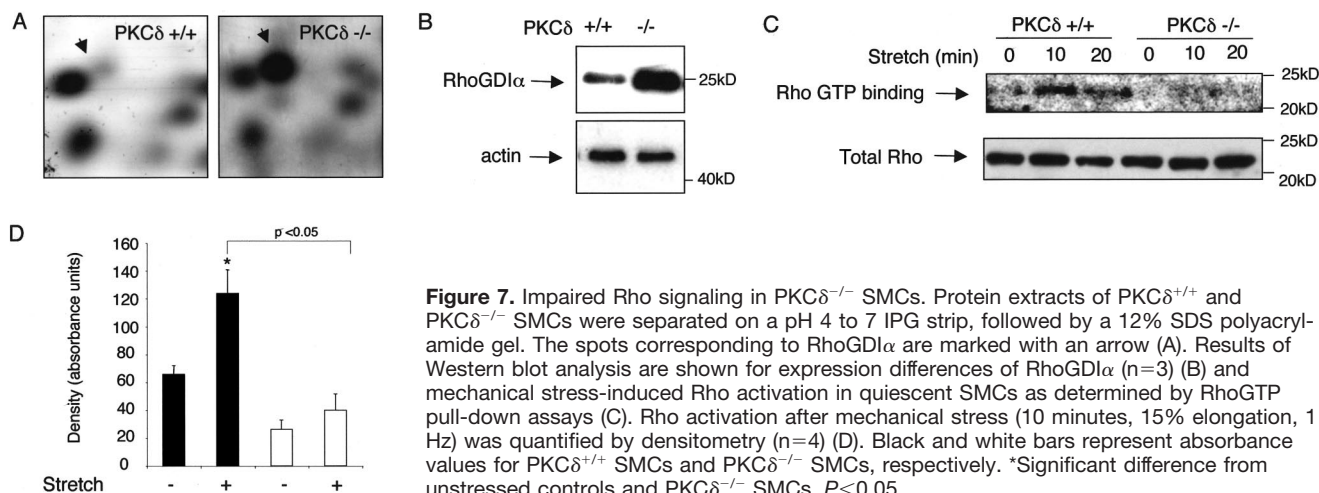 A
PKCδ +/+
PKCδ -/-
B
PKCδ +/+ -/-
RhoGDIα
25kD
actin
40kD
C
PKCδ +/+ PKCδ -/-
Stretch (min) 0 10 20 0 10 20
Rho GTP binding
25kD
20kD
Total Rho
25kD
20kD
D
p <0.05
*
Density (absorbance units)
160
140
120
100
80
60
40
20
0
Stretch - + - +
Figure 7. Impaired Rho signaling in PKCδ−/− SMCs. Protein extracts of PKCδ+/+ and
PKCδ−/− SMCs were separated on a pH 4 to 7 IPG strip, followed by a 12% SDS polyacryl-
amide gel. The spots corresponding to RhoGDIα are marked with an arrow (A). Results of
Western blot analysis are shown for expression differences of RhoGDIα (n=3) (B) and
mechanical stress-induced Rho activation in quiescent SMCs as determined by RhoGTP
pull-down assays (C). Rho activation after mechanical stress (10 minutes, 15% elongation, 1
Hz) was quantified by densitometry (n=4) (D). Black and white bars represent absorbance
values for PKCδ+/+ SMCs and PKCδ−/− SMCs, respectively. *Significant difference from
unstressed controls and PKCδ−/− SMCs, P<0.05.